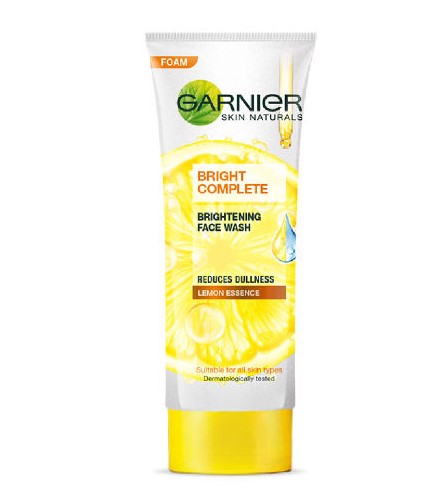 FOAM
GARNIER
SKIN NATURALS
BRIGHT
COMPLETE
BRIGHTENING
FACE WASH
REDUCES DULLNESS
LEMON ESSENCE
Suitable for all skin types
Dermatologically tested